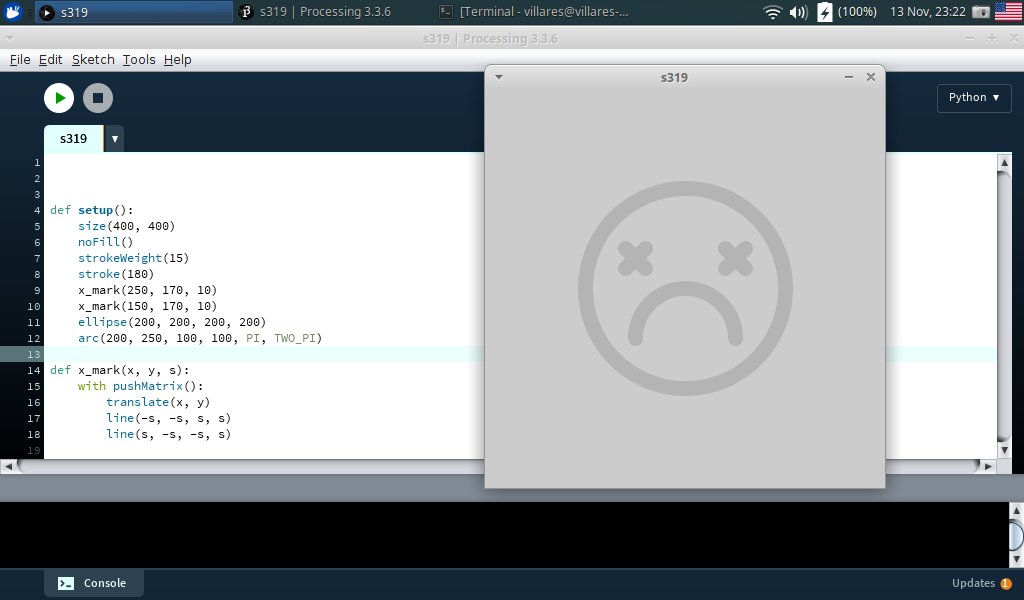 s319
s319 | Processing 3.3.6
[Terminal - villares@villares-...
(100%)
13 Nov, 23:22
s319 | Processing 3.3.6
File Edit Sketch Tools Help
s319
Python ▾
s319
1
2
3
4 def setup():
5 size(400, 400)
6 noFill()
7 strokeWeight(15)
8 stroke(180)
9 x_mark(250, 170, 10)
10 x_mark(150, 170, 10)
11 ellipse(200, 200, 200, 200)
12 arc(200, 250, 100, 100, PI, TWO_PI)
13
14 def x_mark(x, y, s):
15 with pushMatrix():
16 translate(x, y)
17 line(-s, -s, s, s)
18 line(s, -s, -s, s)
19
Console
Updates 1